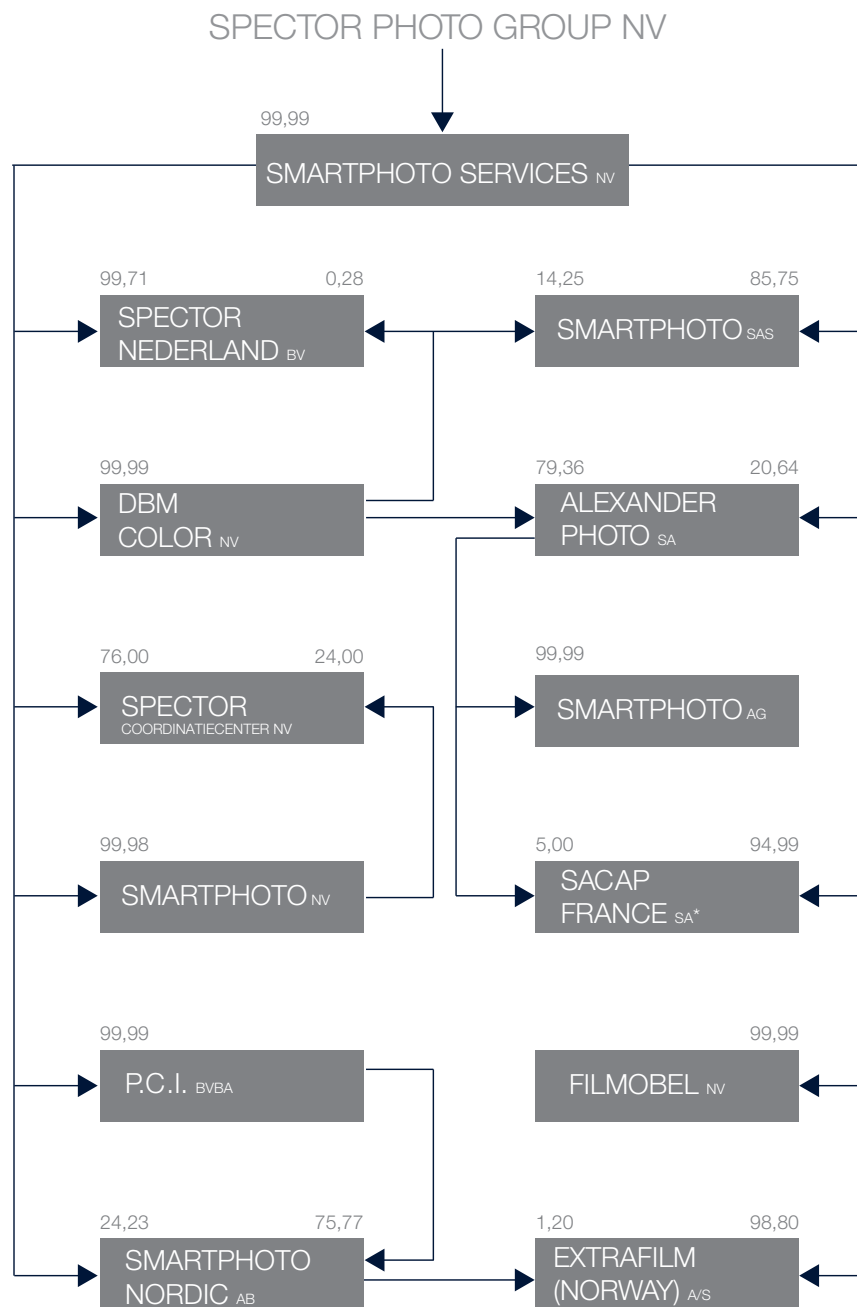 SPECTOR PHOTO GROUP NV
99,99
SMARTPHOTO SERVICES NV
99,71 0,28
SPECTOR
NEDERLAND BV
14,25 85,75
SMARTPHOTO SAS
99,99
DBM
COLOR NV
79,36 20,64
ALEXANDER
PHOTO SA
76,00 24,00
SPECTOR
COORDINATIECENTER NV
99,99
SMARTPHOTO AG
99,98
SMARTPHOTO NV
5,00 94,99
SACAP
FRANCE SA*
99,99
P.C.I. BVBA
99,99
FILMOBEL NV
24,23 75,77
SMARTPHOTO
NORDIC AB
1,20 98,80
EXTRAFILM
(NORWAY) A/S